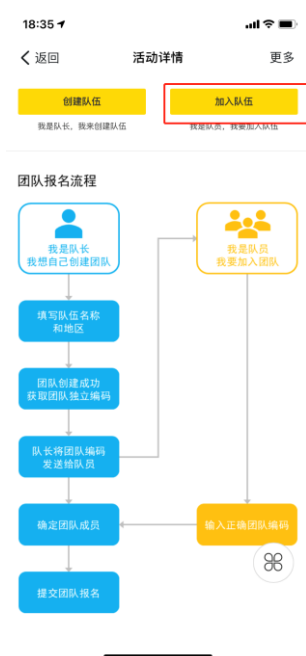 18:35
返回
活动详情
更多
创建队伍
加入队伍
我是队长，我来创建队伍
我是队员，我要加入队伍
团队报名流程
我是队长
我想自己创建团队
我是队员
我要加入团队
填写队伍名称
和地区
团队创建成功
获取团队独立编码
队长将团队编码
发送给队员
确定团队成员
输入正确团队编码
提交团队报名